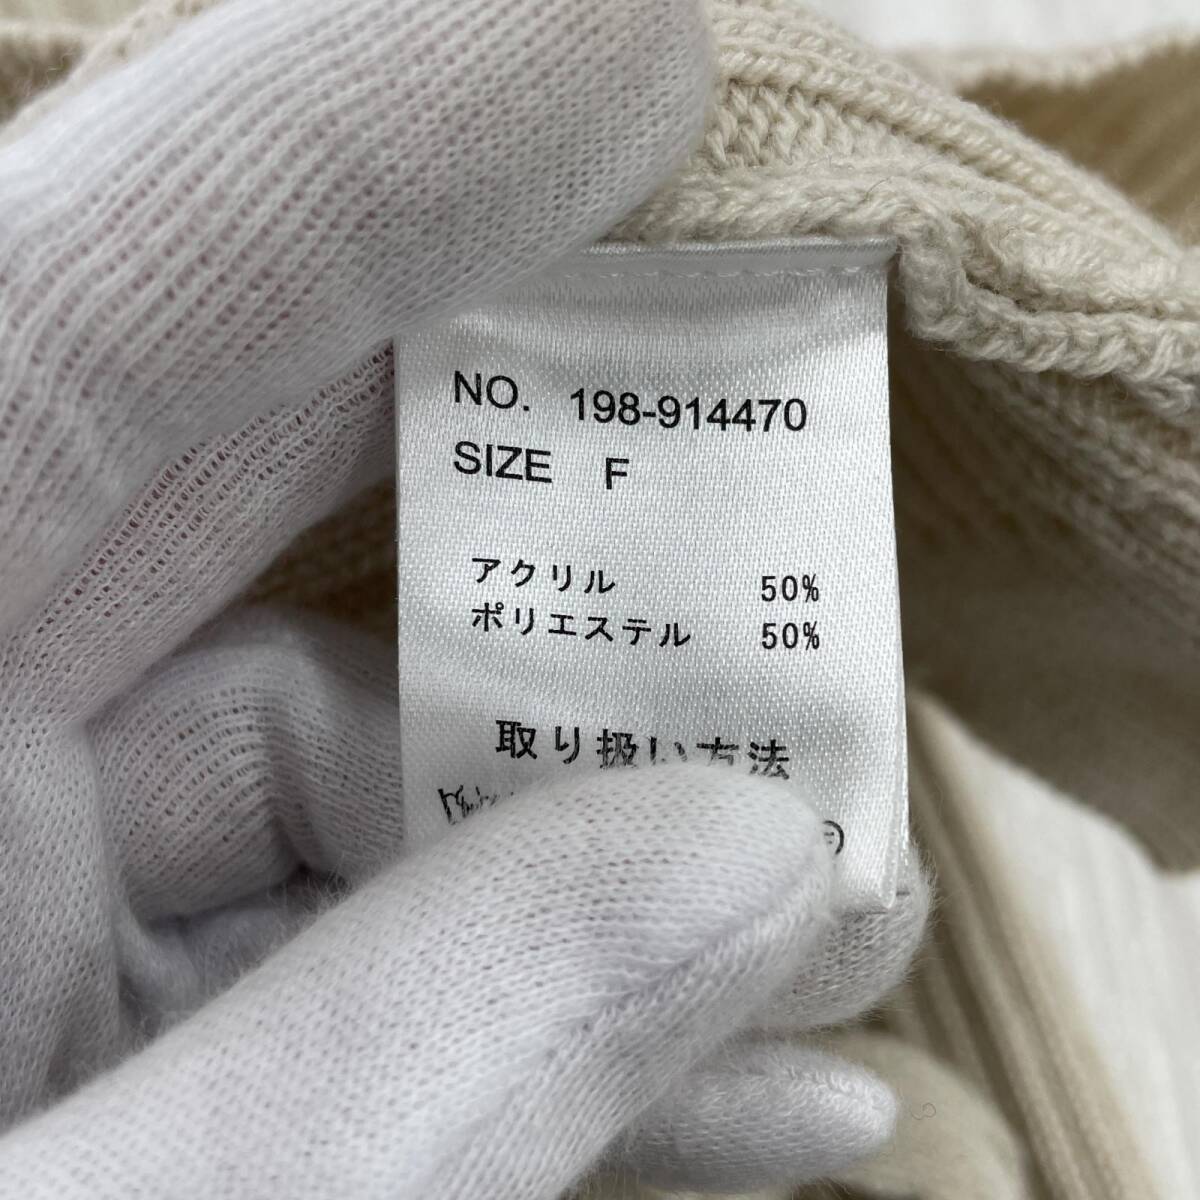 NO. 198-914470
SIZE F
アクリル 50%
ポリエステル 50%
取り扱い方法